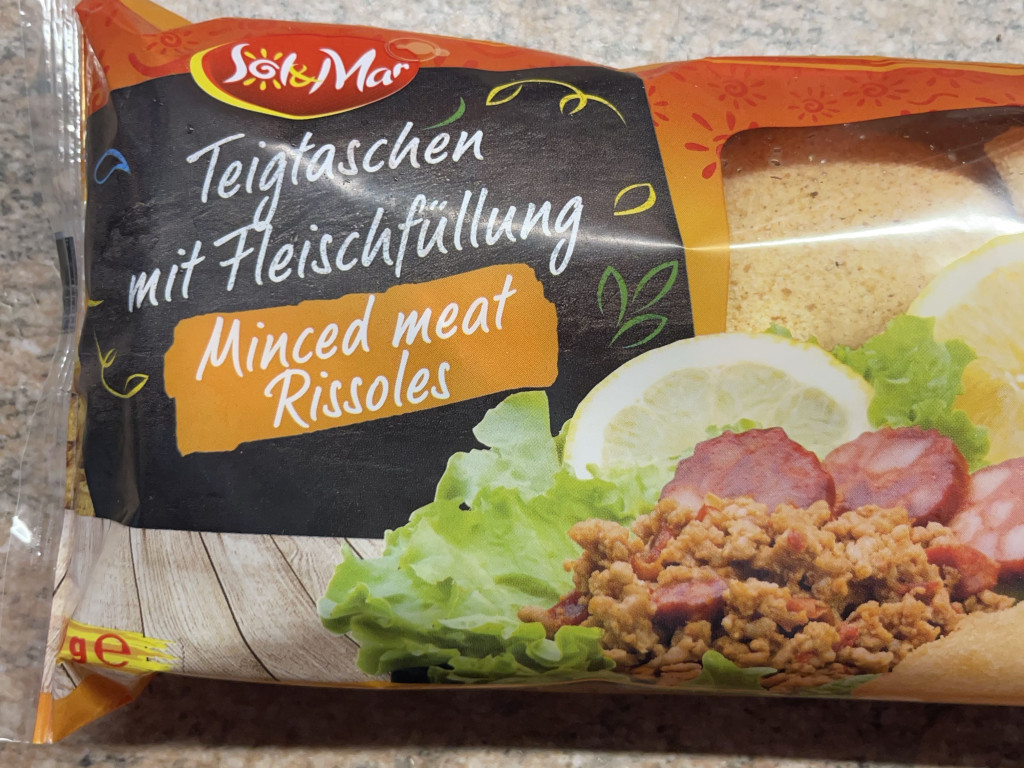 Sol&Mar
Teigtaschen
mit Fleischfüllung
Minced meat
Rissoles
g e